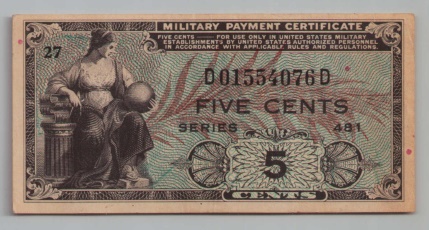 MILITARY PAYMENT CERTIFICATE
FIVE CENTS — FOR USE ONLY IN UNITED STATES MILITARY
ESTABLISHMENTS BY UNITED STATES AUTHORIZED PERSONNEL
IN ACCORDANCE WITH APPLICABLE RULES AND REGULATIONS.
27
D01554076D
FIVE CENTS
SERIES 481
5
CENTS